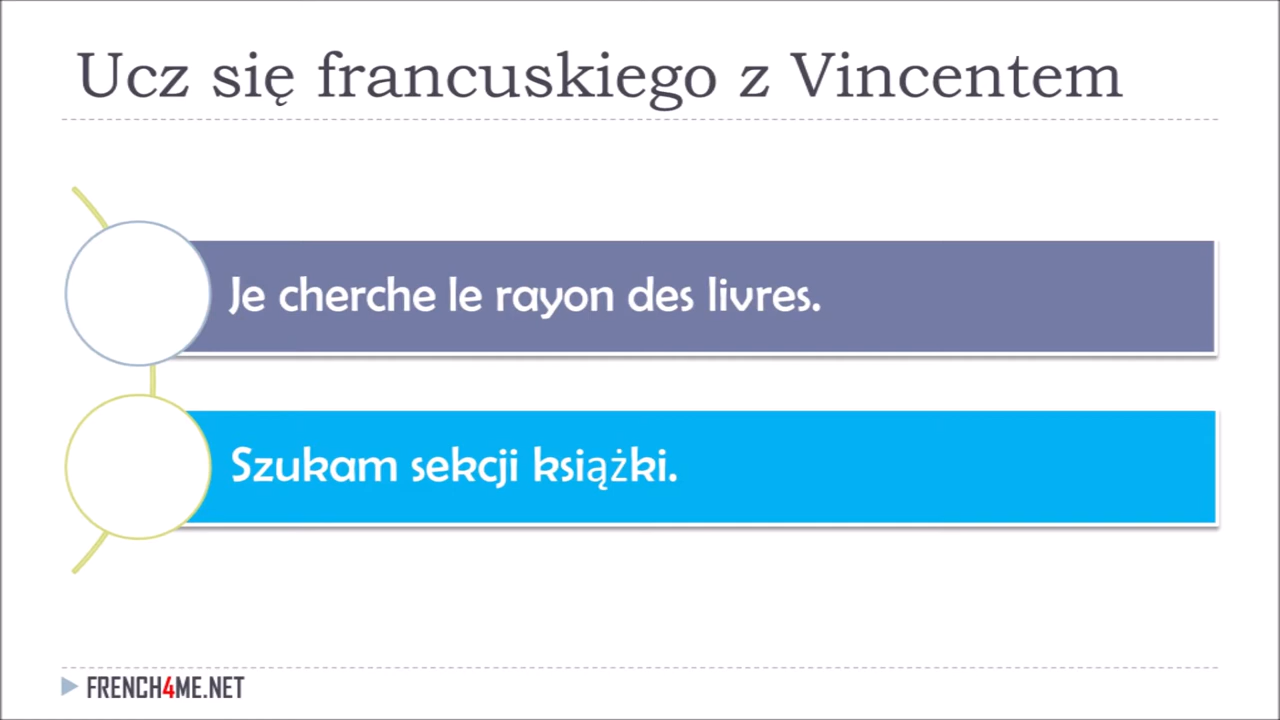 Ucz się francuskiego z Vincentem
Je cherche le rayon des livres.
Szukam sekcji książki.
FRENCH4ME.NET